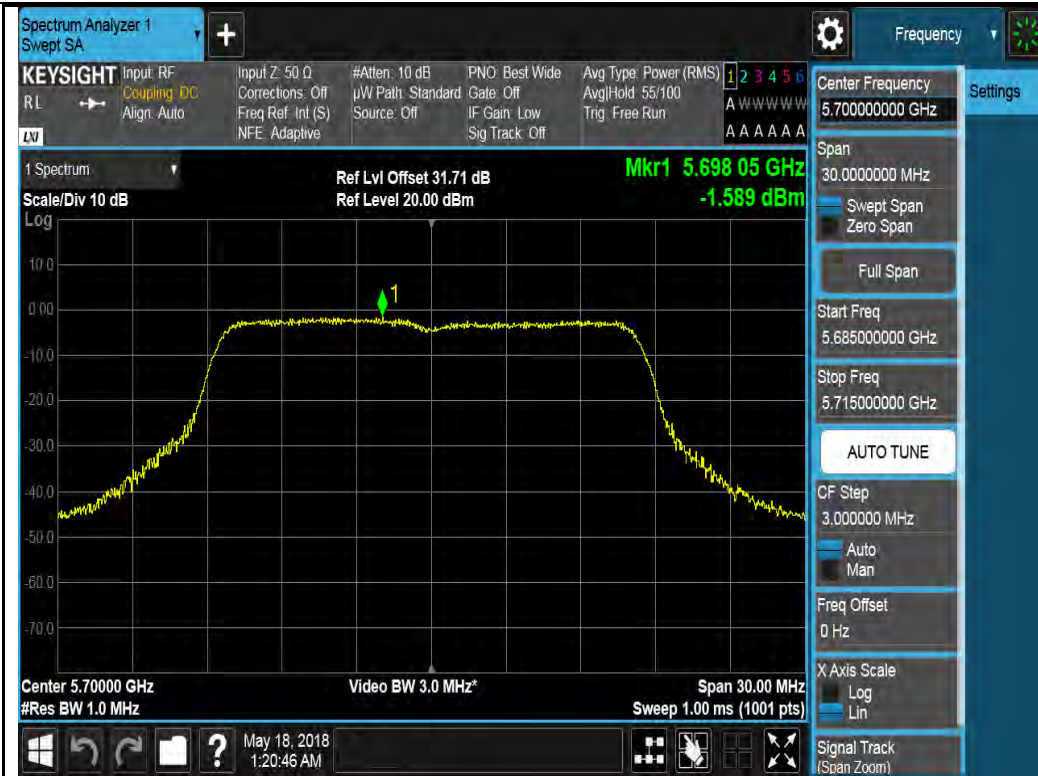 Spectrum Analyzer 1
Swept SA
+
Frequency
KEYSIGHT
RL
LXI
Input: RF
Coupling: DC
Align: Auto
Input Z: 50 Ω
Corrections: Off
Freq Ref: Int (S)
NFE: Adaptive
#Atten: 10 dB
µW Path: Standard
Source: Off
PNO: Best Wide
Gate: Off
IF Gain: Low
Sig Track: Off
Avg Type: Power (RMS)
Avg|Hold: 55/100
Trig: Free Run
1 2 3 4 5 6
A W W W W W
A A A A A A
1 Spectrum
Scale/Div 10 dB
Ref Lvl Offset 31.71 dB
Ref Level 20.00 dBm
Mkr1 5.698 05 GHz
-1.589 dBm
Log
10.0
0.00
-10.0
-20.0
-30.0
-40.0
-50.0
-60.0
-70.0
1
Center 5.70000 GHz
#Res BW 1.0 MHz
Video BW 3.0 MHz*
Span 30.00 MHz
Sweep 1.00 ms (1001 pts)
?
May 18, 2018
1:20:46 AM
Center Frequency
5.700000000 GHz
Settings
Span
30.0000000 MHz
Swept Span
Zero Span
Full Span
Start Freq
5.685000000 GHz
Stop Freq
5.715000000 GHz
AUTO TUNE
CF Step
3.000000 MHz
Auto
Man
Freq Offset
0 Hz
X Axis Scale
Log
Lin
Signal Track
(Span Zoom)